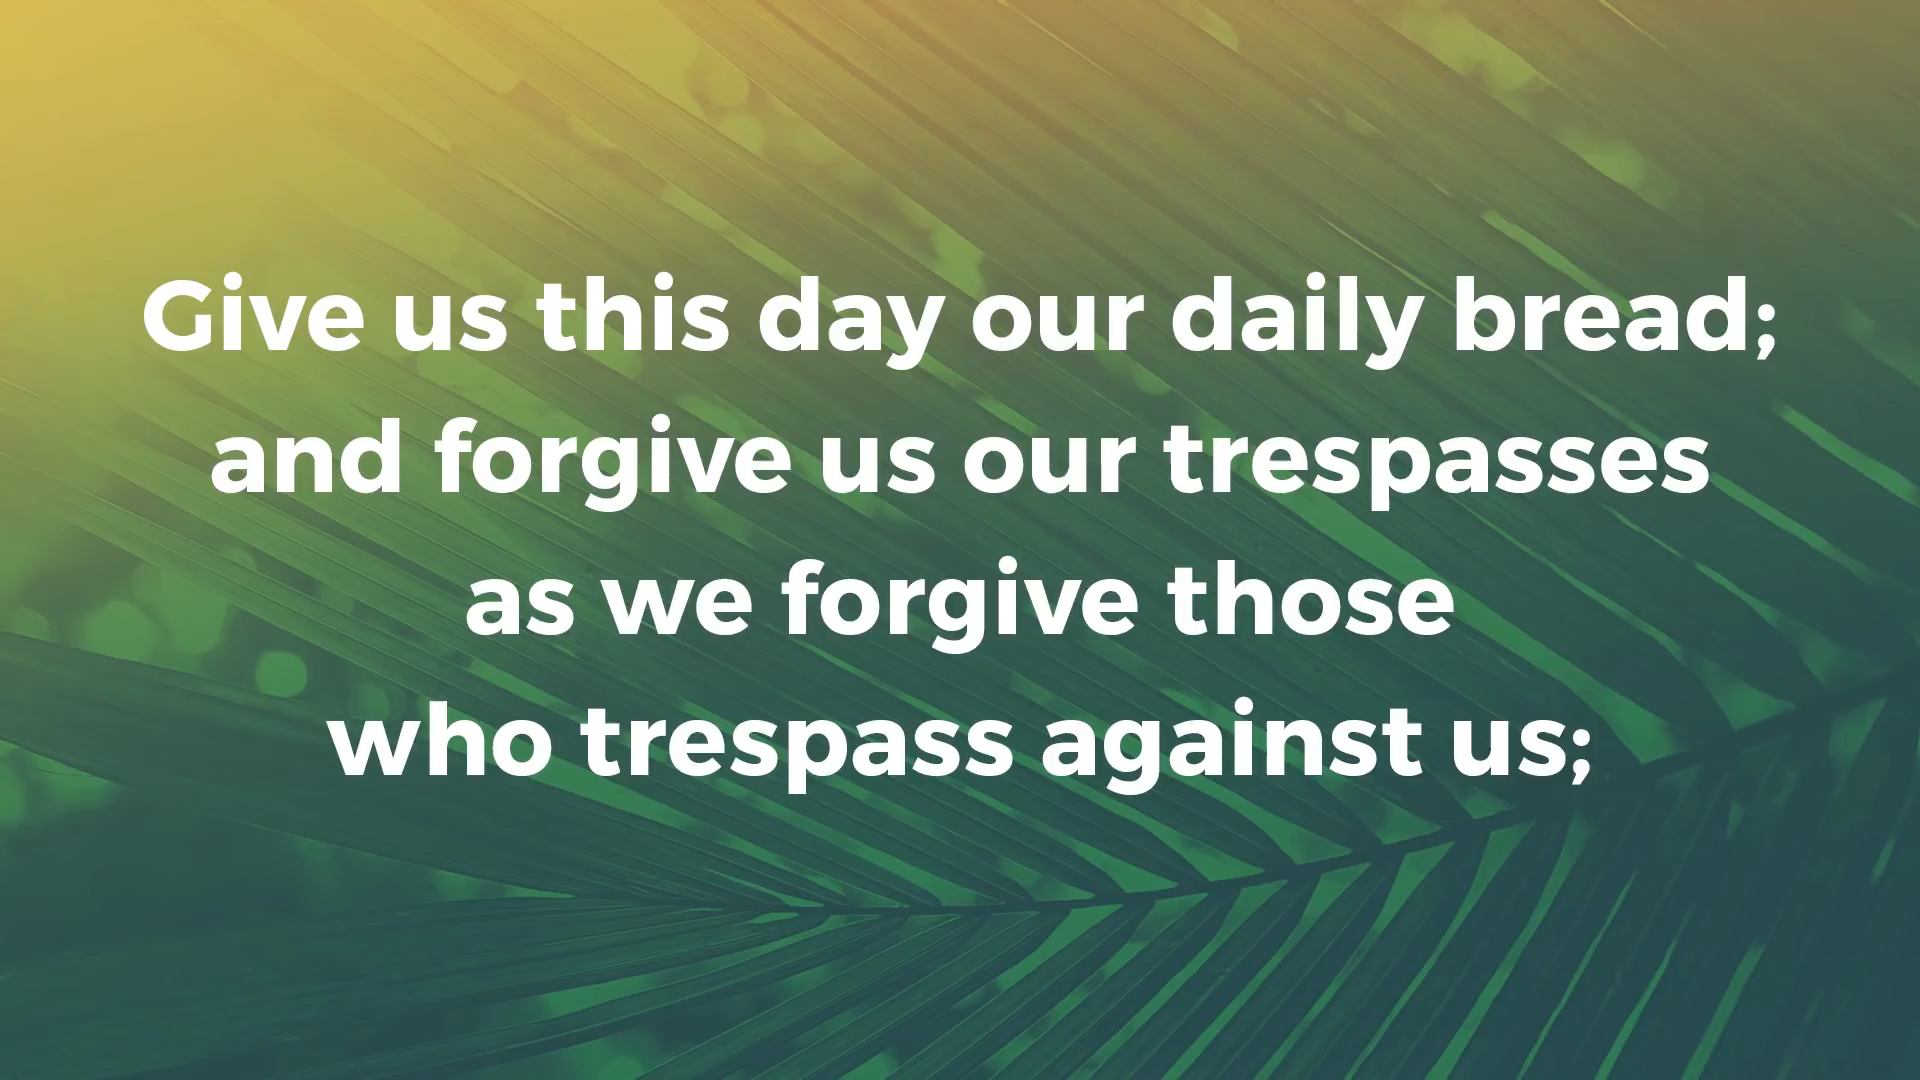 Give us this day our daily bread;
and forgive us our trespasses
as we forgive those
who trespass against us;